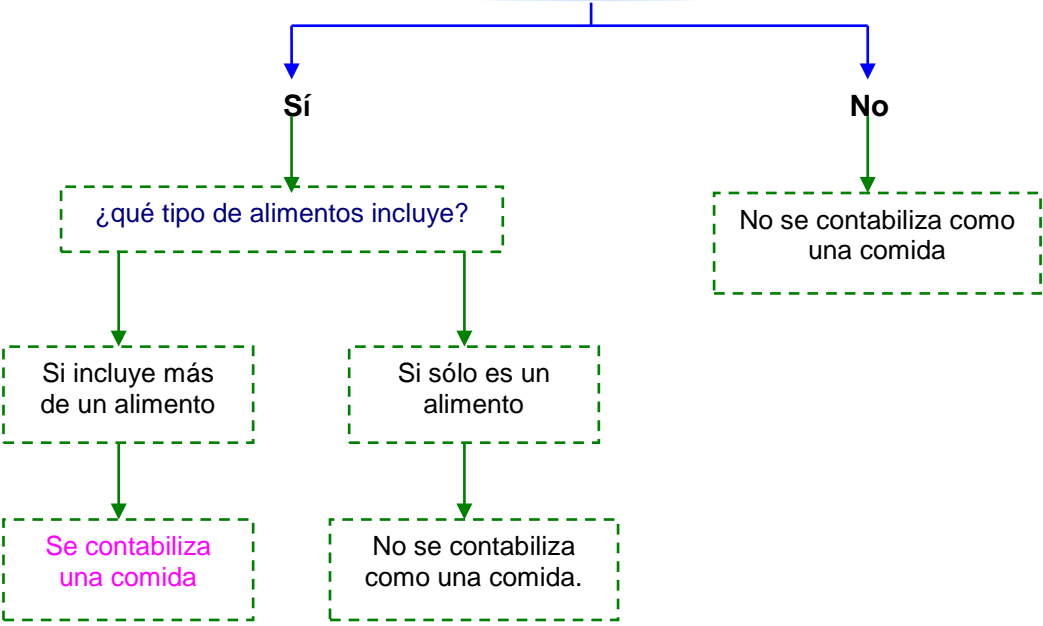 Sí
No
¿qué tipo de alimentos incluye?
No se contabiliza como
una comida
Si incluye más
de un alimento
Si sólo es un
alimento
Se contabiliza
una comida
No se contabiliza
como una comida.